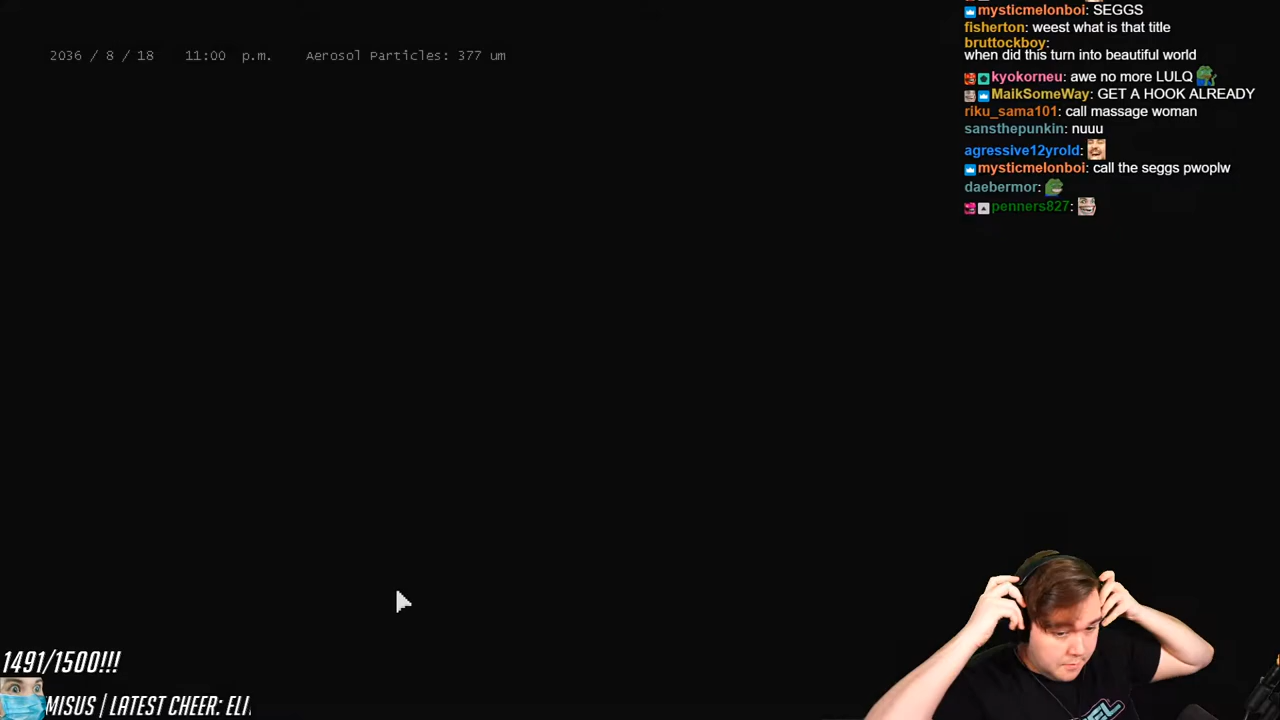 mysticmelonboi: SEGGS
fisherton: weest what is that title
bruttockboy:
when did this turn into beautiful world
kyokorneu: awe no more LULQ
MaikSomeWay: GET A HOOK ALREADY
riku_sama101: call massage woman
sansthepunkin: nuuu
agressive12yrold:
mysticmelonboi: call the seggs pwoplw
daebermor:
penners827:
2036 / 8 / 18 11:00 p.m. Aerosol Particles: 377 um
1491/1500!!!
MISUS | LATEST CHEER: ELI